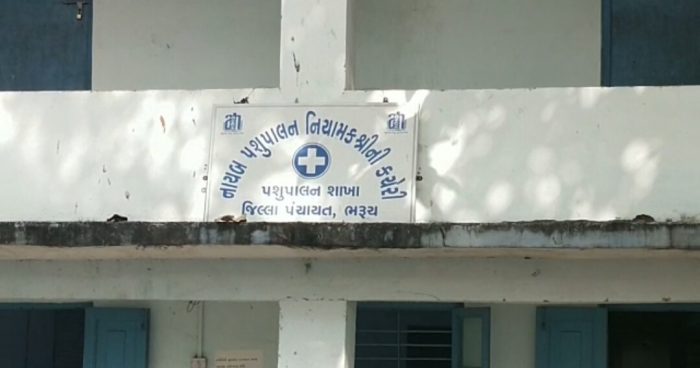 નાયબ પશુપાલન નિયામકશ્રીની કચેરી
પશુપાલન શાખા
જિલ્લા પંચાયત, ભરૂચ